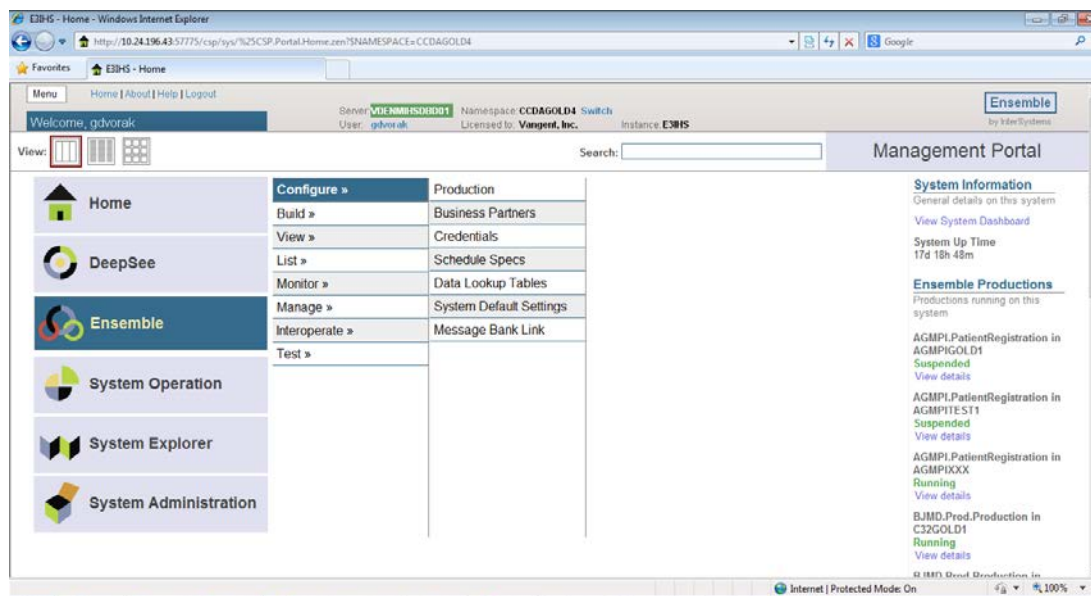 E3IHS - Home - Windows Internet Explorer
http://10.24.196.43:57775/csp/sys/%25CSP.Portal.Home.zen?$NAMESPACE=CCDAGOLD4
Google
Favorites
E3IHS - Home
Menu
Home | About | Help | Logout
Server: VDENMIHSDBD01 Namespace: CCDAGOLD4 Switch
User: gdvorak Licensed to: Vangent, Inc. Instance: E3IHS
Ensemble
by InterSystems
Welcome, gdvorak
View:
Search:
Management Portal
Home
DeepSee
Ensemble
System Operation
System Explorer
System Administration
Configure »
Build »
View »
List »
Monitor »
Manage »
Interoperate »
Test »
Production
Business Partners
Credentials
Schedule Specs
Data Lookup Tables
System Default Settings
Message Bank Link
System Information
General details on this system
View System Dashboard
System Up Time
17d 18h 48m
Ensemble Productions
Productions running on this
system
AGMPI.PatientRegistration in
AGMPIGOLD1
Suspended
View details
AGMPI.PatientRegistration in
AGMPITEST1
Suspended
View details
AGMPI.PatientRegistration in
AGMPIXXX
Running
View details
BJMD.Prod.Production in
C32GOLD1
Running
View details
BJMD.Prod.Production in
Internet | Protected Mode: On
100%